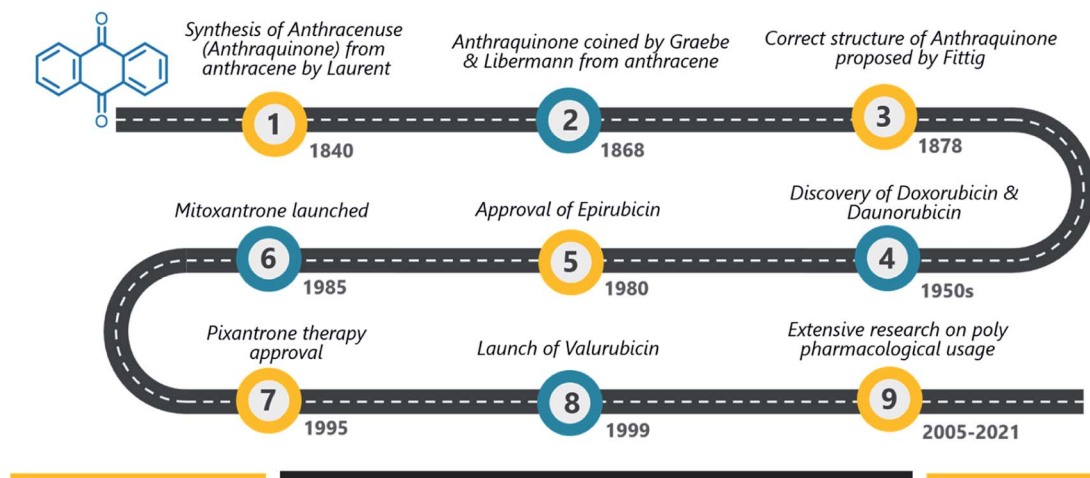 O
O
Synthesis of Anthracenuse
(Anthraquinone) from
anthracene by Laurent
1
1840
Anthraquinone coined by Graebe
& Libermann from anthracene
2
1868
Correct structure of Anthraquinone
proposed by Fittig
3
1878
Discovery of Doxorubicin &
Daunorubicin
4
1950s
Approval of Epirubicin
5
1980
Mitoxantrone launched
6
1985
Pixantrone therapy
approval
7
1995
Launch of Valurubicin
8
1999
Extensive research on poly
pharmacological usage
9
2005-2021